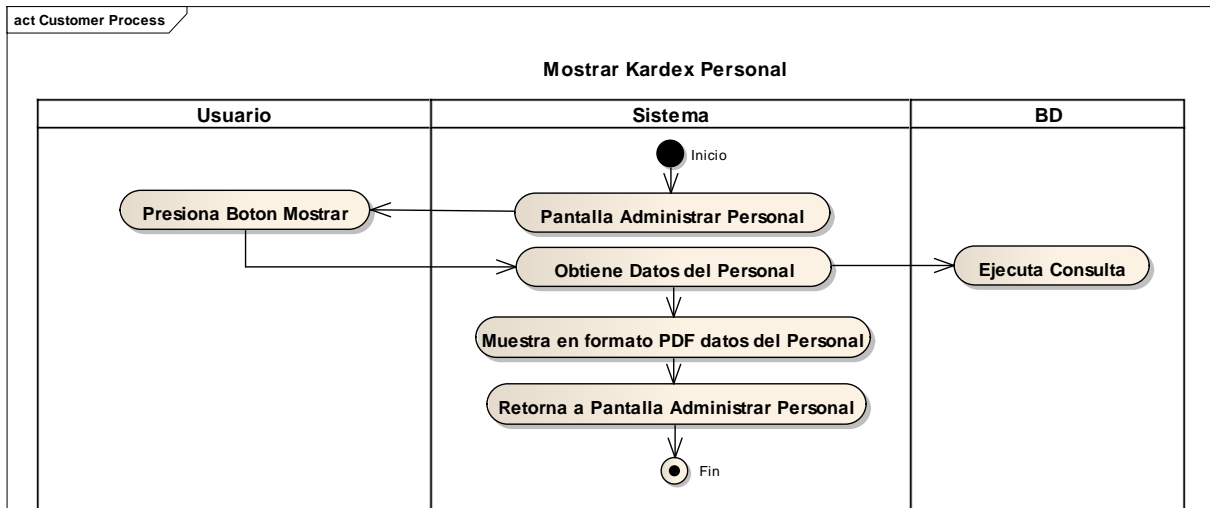 act Customer Process
Mostrar Kardex Personal
Usuario
Sistema
BD
Inicio
Presiona Boton Mostrar
Pantalla Administrar Personal
Obtiene Datos del Personal
Ejecuta Consulta
Muestra en formato PDF datos del Personal
Retorna a Pantalla Administrar Personal
Fin